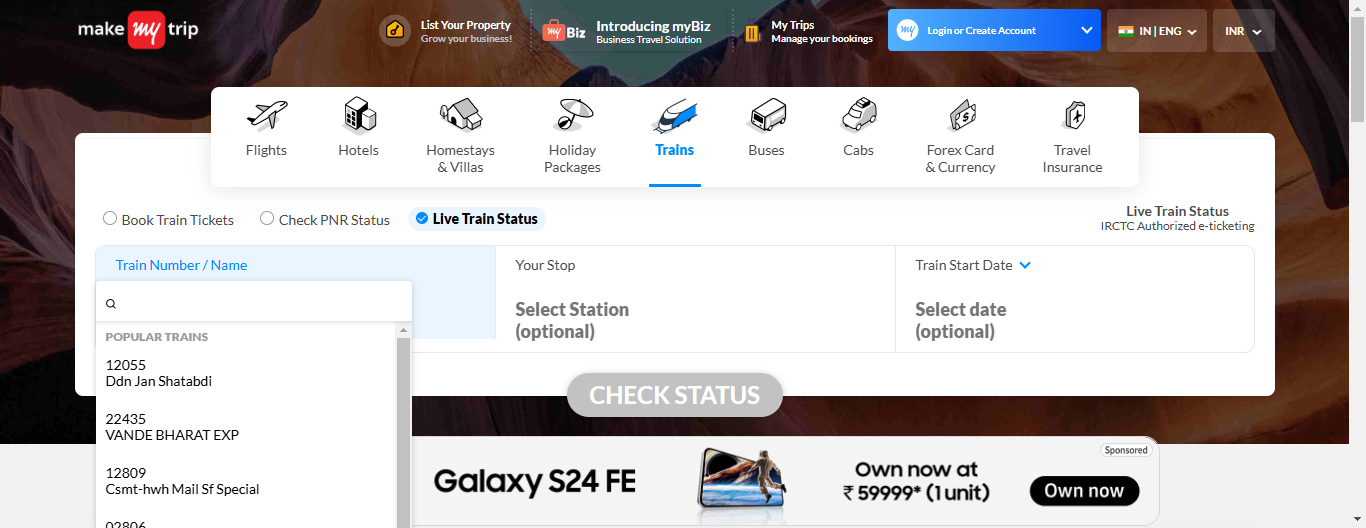 make my trip
List Your Property
Grow your business!
my Biz
Introducing myBiz
Business Travel Solution
My Trips
Manage your bookings
my
Login or Create Account
IN | ENG
INR
Flights
Hotels
Homestays
& Villas
Holiday
Packages
Trains
Buses
Cabs
Forex Card
& Currency
Travel
Insurance
Book Train Tickets
Check PNR Status
Live Train Status
Live Train Status
IRCTC Authorized e-ticketing
Train Number / Name
Your Stop
Select Station
(optional)
Train Start Date
Select date
(optional)
POPULAR TRAINS
12055
Ddn Jan Shatabdi
22435
VANDE BHARAT EXP
12809
Csmt-hwh Mail Sf Special
02806
CHECK STATUS
Sponsored
Galaxy S24 FE
Own now at
₹ 59999* (1 unit)
Own now